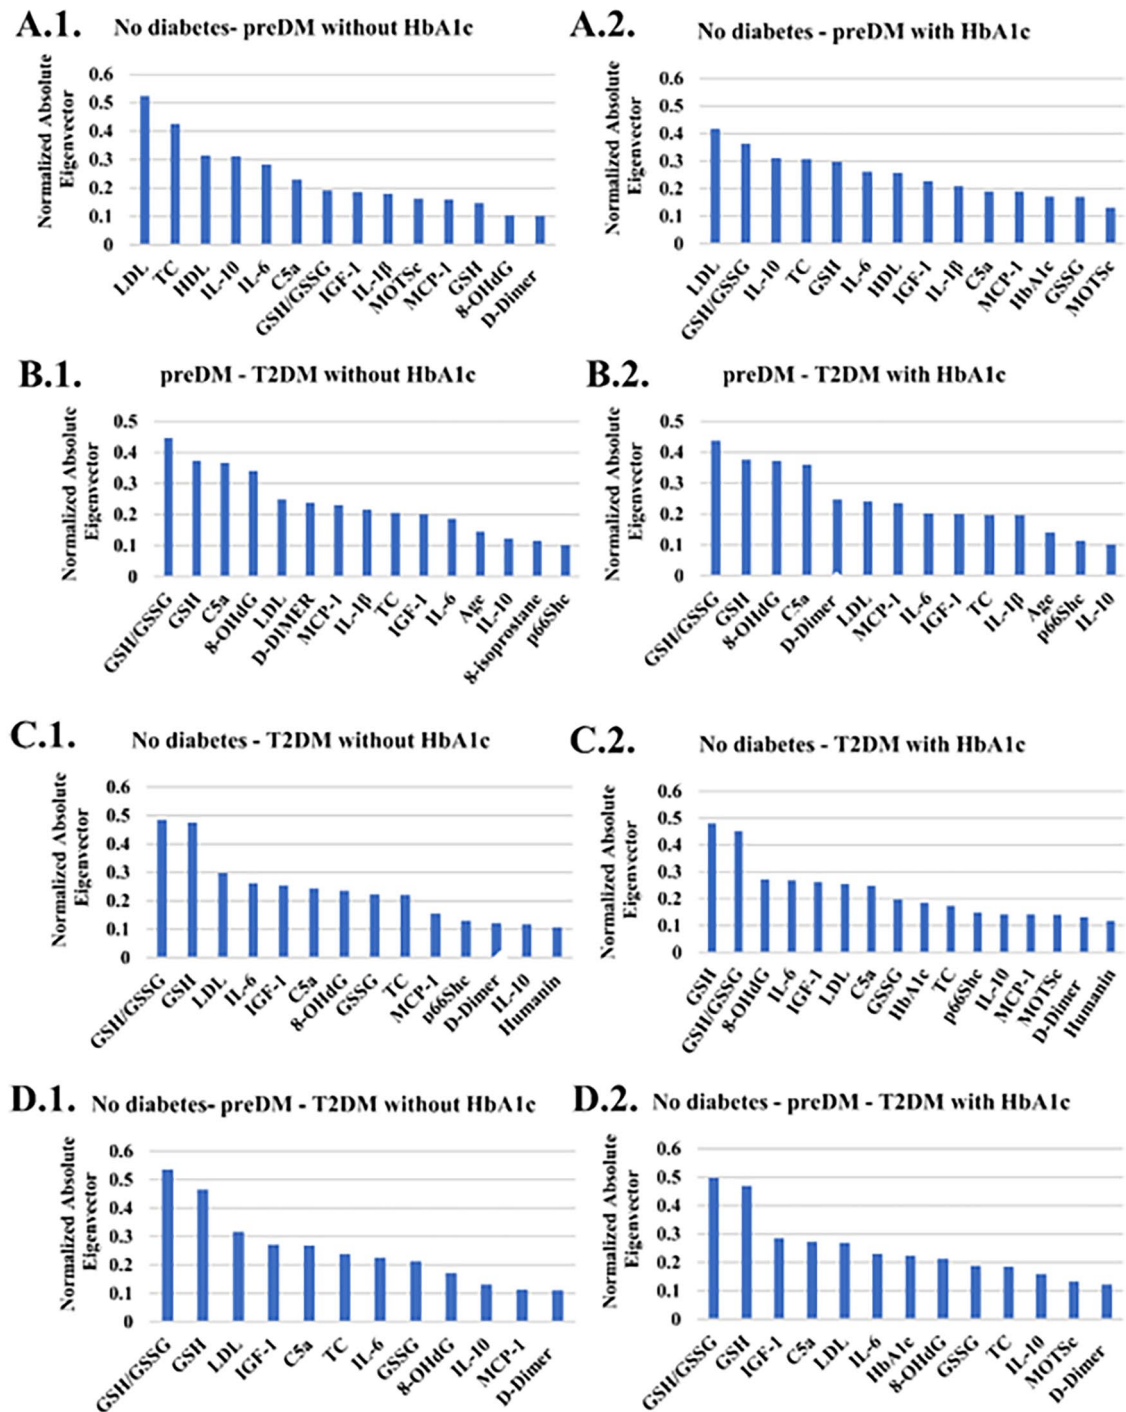 A.1. No diabetes- preDM without HbA1c
Normalized Absolute
Eigenvector
0.6
0.5
0.4
0.3
0.2
0.1
0
LDL TC HDL IL-10 IL-6 C5a GSH/GSSG IGF-1 IL-1β MOTSc MCP-1 GSH 8-OHdG D-Dimer
A.2. No diabetes - preDM with HbA1c
Normalized Absolute
Eigenvector
0.6
0.5
0.4
0.3
0.2
0.1
0
LDL GSH/GSSG IL-10 TC GSH IL-6 HDL IGF-1 IL-1β C5a MCP-1 HbA1c GSSG MOTSc
B.1. preDM - T2DM without HbA1c
Normalized Absolute
Eigenvector
0.5
0.4
0.3
0.2
0.1
0
GSH/GSSG GSH C5a 8-OHdG LDL D-DIMER MCP-1 IL-1β TC IGF-1 IL-6 Age IL-10 8-isoprostane p66Shc
B.2. preDM - T2DM with HbA1c
Normalized Absolute
Eigenvector
0.5
0.4
0.3
0.2
0.1
0
GSH/GSSG GSH 8-OHdG C5a D-Dimer LDL MCP-1 IL-6 IGF-1 TC IL-1β Age p66Shc IL-10
C.1. No diabetes - T2DM without HbA1c
Normalized Absolute
Eigenvector
0.6
0.5
0.4
0.3
0.2
0.1
0
GSH/GSSG GSH LDL IL-6 IGF-1 C5a 8-OHdG GSSG TC MCP-1 p66Shc D-Dimer IL-10 Humanin
C.2. No diabetes - T2DM with HbA1c
Normalized Absolute
Eigenvector
0.6
0.5
0.4
0.3
0.2
0.1
0
GSH GSH/GSSG 8-OHdG IL-6 IGF-1 LDL C5a GSSG HbA1c TC p66Shc IL-10 MCP-1 MOTSc D-Dimer Humanin
D.1. No diabetes- preDM - T2DM without HbA1c
Normalized Absolute
Eigenvector
0.6
0.5
0.4
0.3
0.2
0.1
0
GSH/GSSG GSH LDL IGF-1 C5a TC IL-6 GSSG 8-OHdG IL-10 MCP-1 D-Dimer
D.2. No diabetes - preDM - T2DM with HbA1c
Normalized Absolute
Eigenvector
0.6
0.5
0.4
0.3
0.2
0.1
0
GSH/GSSG GSH IGF-1 C5a LDL IL-6 HbA1c 8-OHdG GSSG TC IL-10 MOTSc D-Dimer